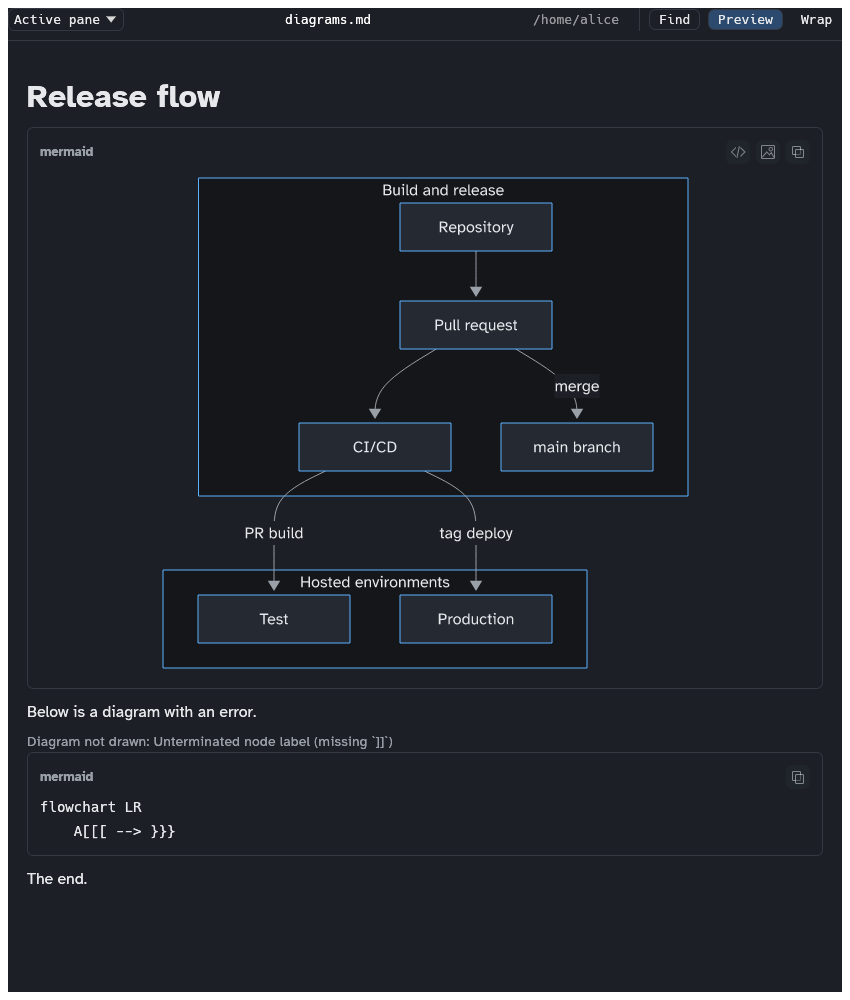 Active pane ▼ diagrams.md /home/alice Find Preview Wrap
Release flow
mermaid
Build and release
Repository
Pull request
merge
CI/CD main branch
PR build tag deploy
Hosted environments
Test Production
Below is a diagram with an error.
Diagram not drawn: Unterminated node label (missing `]]`)
mermaid
flowchart LR
    A[[[ --> }}}
The end.